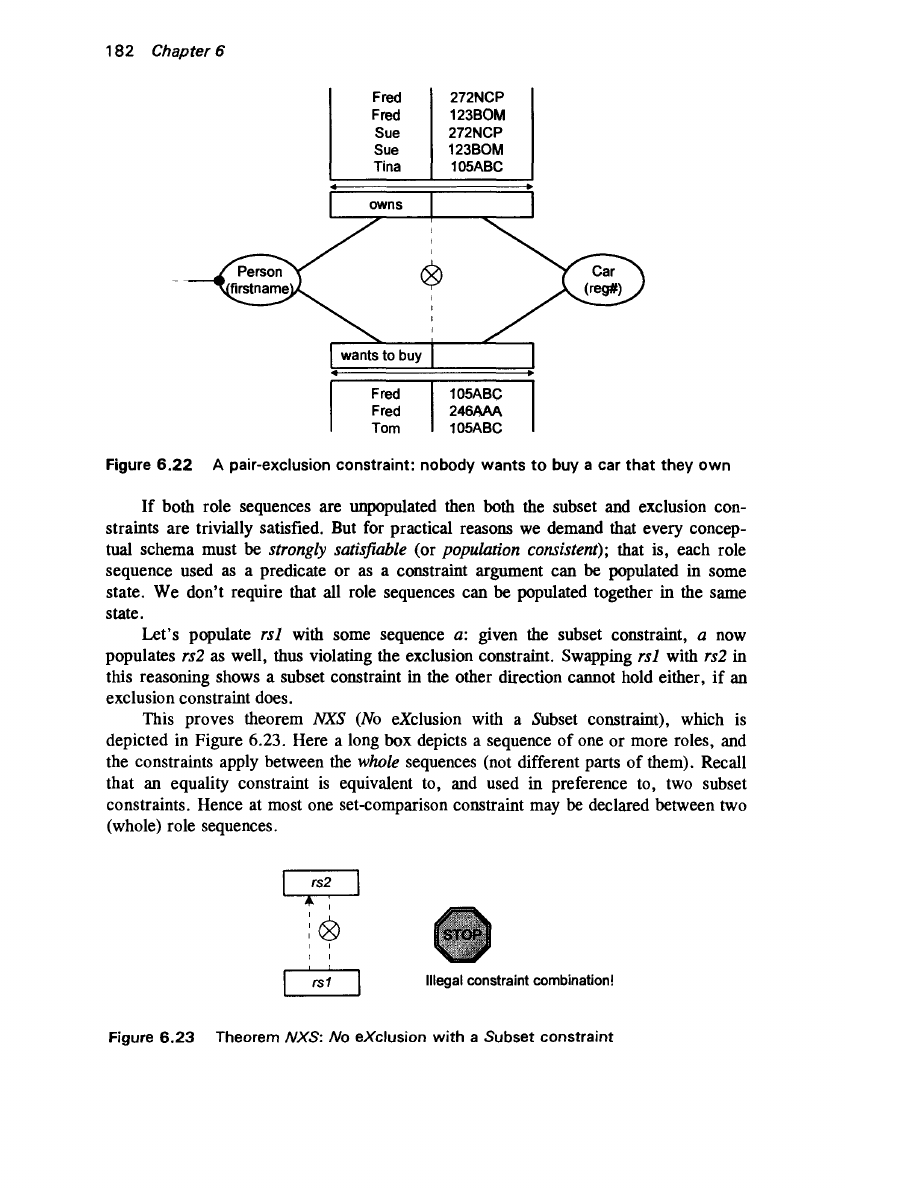 182 Chapter 6
Fred 272NCP
Fred 123BOM
Sue 272NCP
Sue 123BOM
Tina 105ABC
owns
Person
(firstname)
Car
(reg#)
wants to buy
Fred 105ABC
Fred 246AAA
Tom 105ABC
Figure 6.22 A pair-exclusion constraint: nobody wants to buy a car that they own
If both role sequences are unpopulated then both the subset and exclusion con-
straints are trivially satisfied. But for practical reasons we demand that every concep-
tual schema must be strongly satisfiable (or population consistent); that is, each role
sequence used as a predicate or as a constraint argument can be populated in some
state. We don't require that all role sequences can be populated together in the same
state.
Let's populate rs1 with some sequence a: given the subset constraint, a now
populates rs2 as well, thus violating the exclusion constraint. Swapping rs1 with rs2 in
this reasoning shows a subset constraint in the other direction cannot hold either, if an
exclusion constraint does.
This proves theorem NXS (No eXclusion with a Subset constraint), which is
depicted in Figure 6.23. Here a long box depicts a sequence of one or more roles, and
the constraints apply between the whole sequences (not different parts of them). Recall
that an equality constraint is equivalent to, and used in preference to, two subset
constraints. Hence at most one set-comparison constraint may be declared between two
(whole) role sequences.
rs2
STOP
rs1
Illegal constraint combination!
Figure 6.23 Theorem NXS: No eXclusion with a Subset constraint